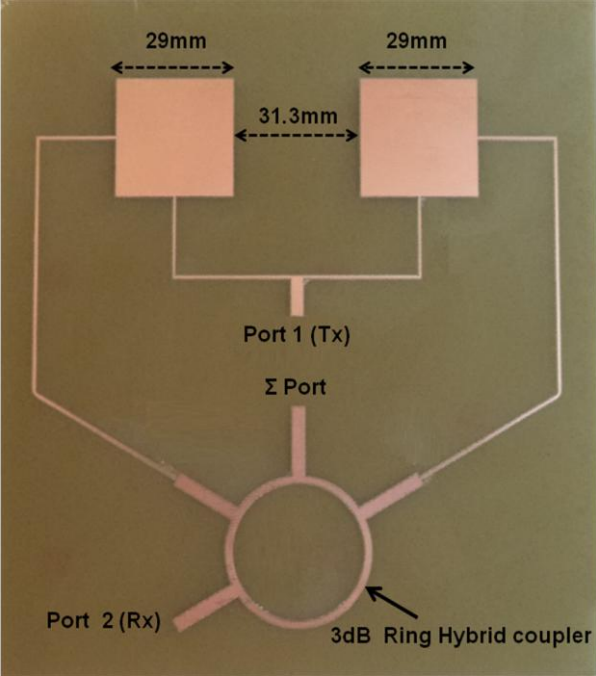 29mm
29mm
31.3mm
Port 1 (Tx)
Σ Port
Port 2 (Rx)
3dB Ring Hybrid coupler